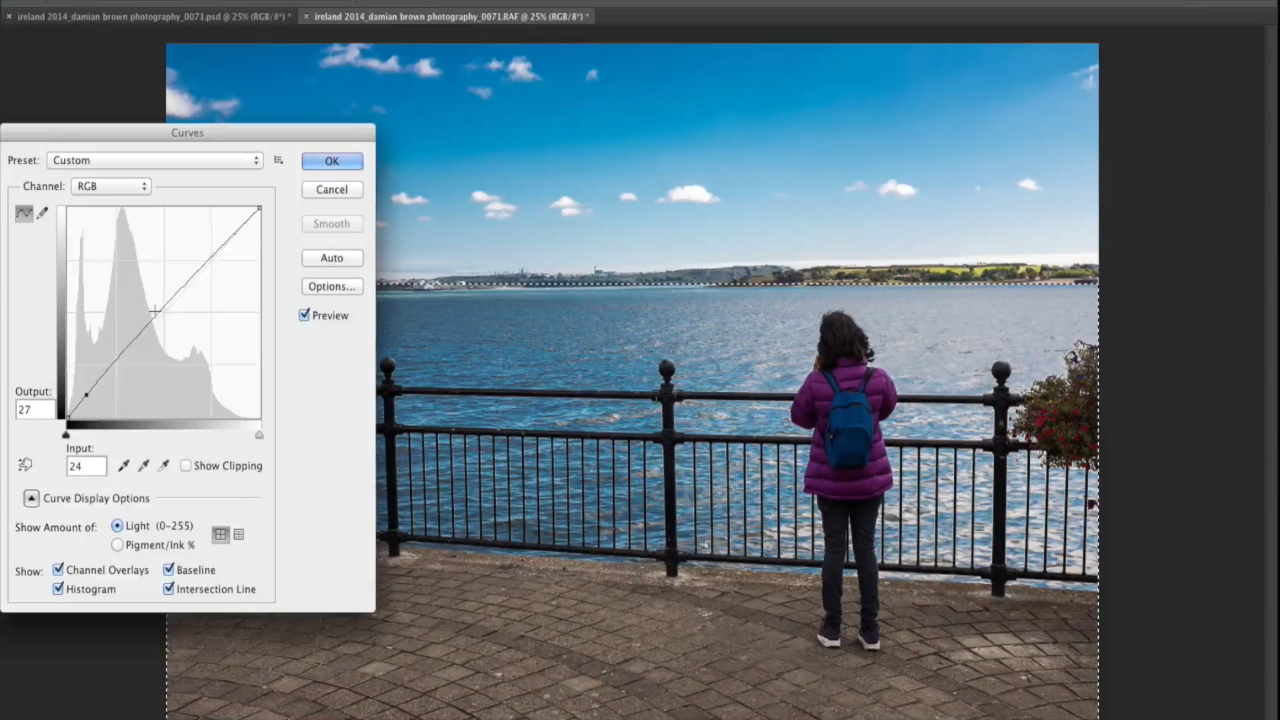 × ireland 2014_damian brown photography_0071.psd @ 25% (RGB/8*) * × ireland 2014_damian brown photography_0071.RAF @ 25% (RGB/8*) *
Curves
Preset: Custom OK
Channel: RGB Cancel
Smooth
Auto
Options...
Preview
Output:
27
Input:
24 Show Clipping
Curve Display Options
Show Amount of: Light (0-255)
Pigment/Ink %
Show: Channel Overlays Baseline
Histogram Intersection Line